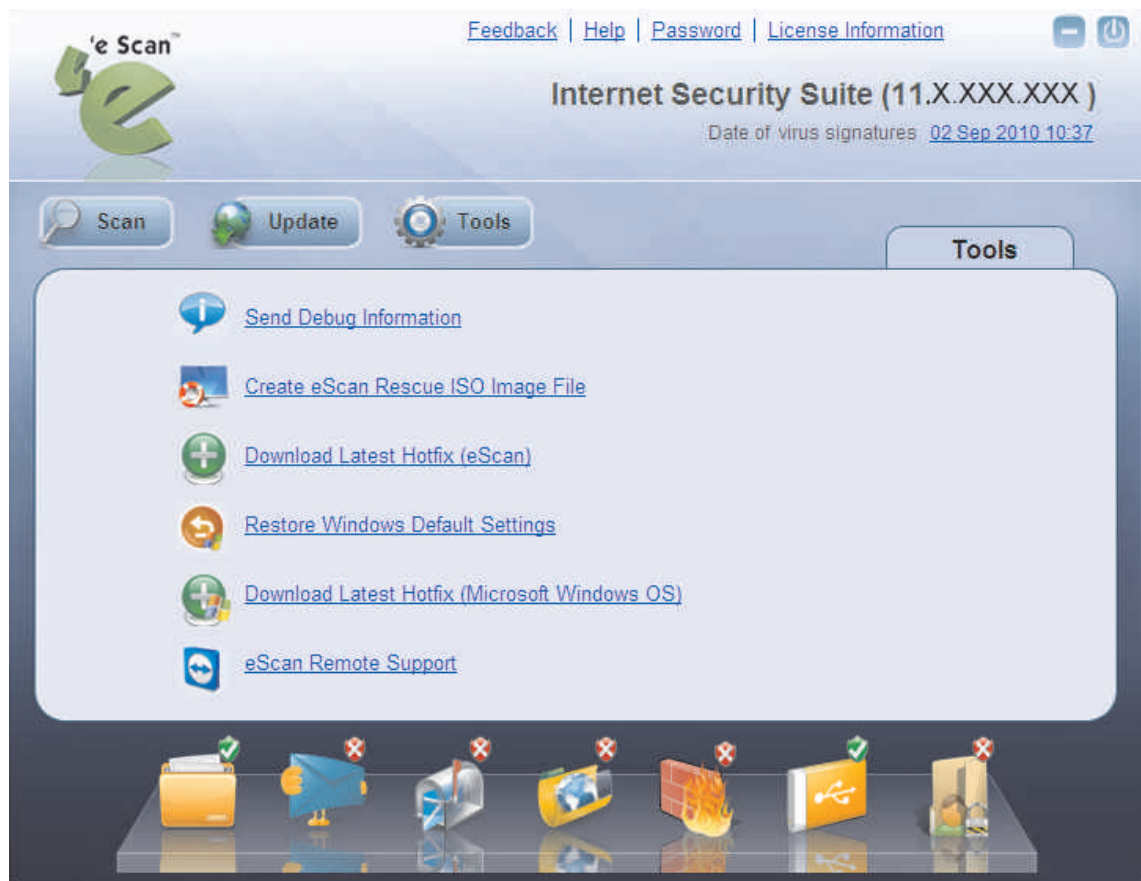 'e Scan™
Feedback | Help | Password | License Information
Internet Security Suite (11.X.XXX.XXX )
Date of virus signatures 02 Sep 2010 10:37
Scan
Update
Tools
Tools
Send Debug Information
Create eScan Rescue ISO Image File
Download Latest Hotfix (eScan)
Restore Windows Default Settings
Download Latest Hotfix (Microsoft Windows OS)
eScan Remote Support